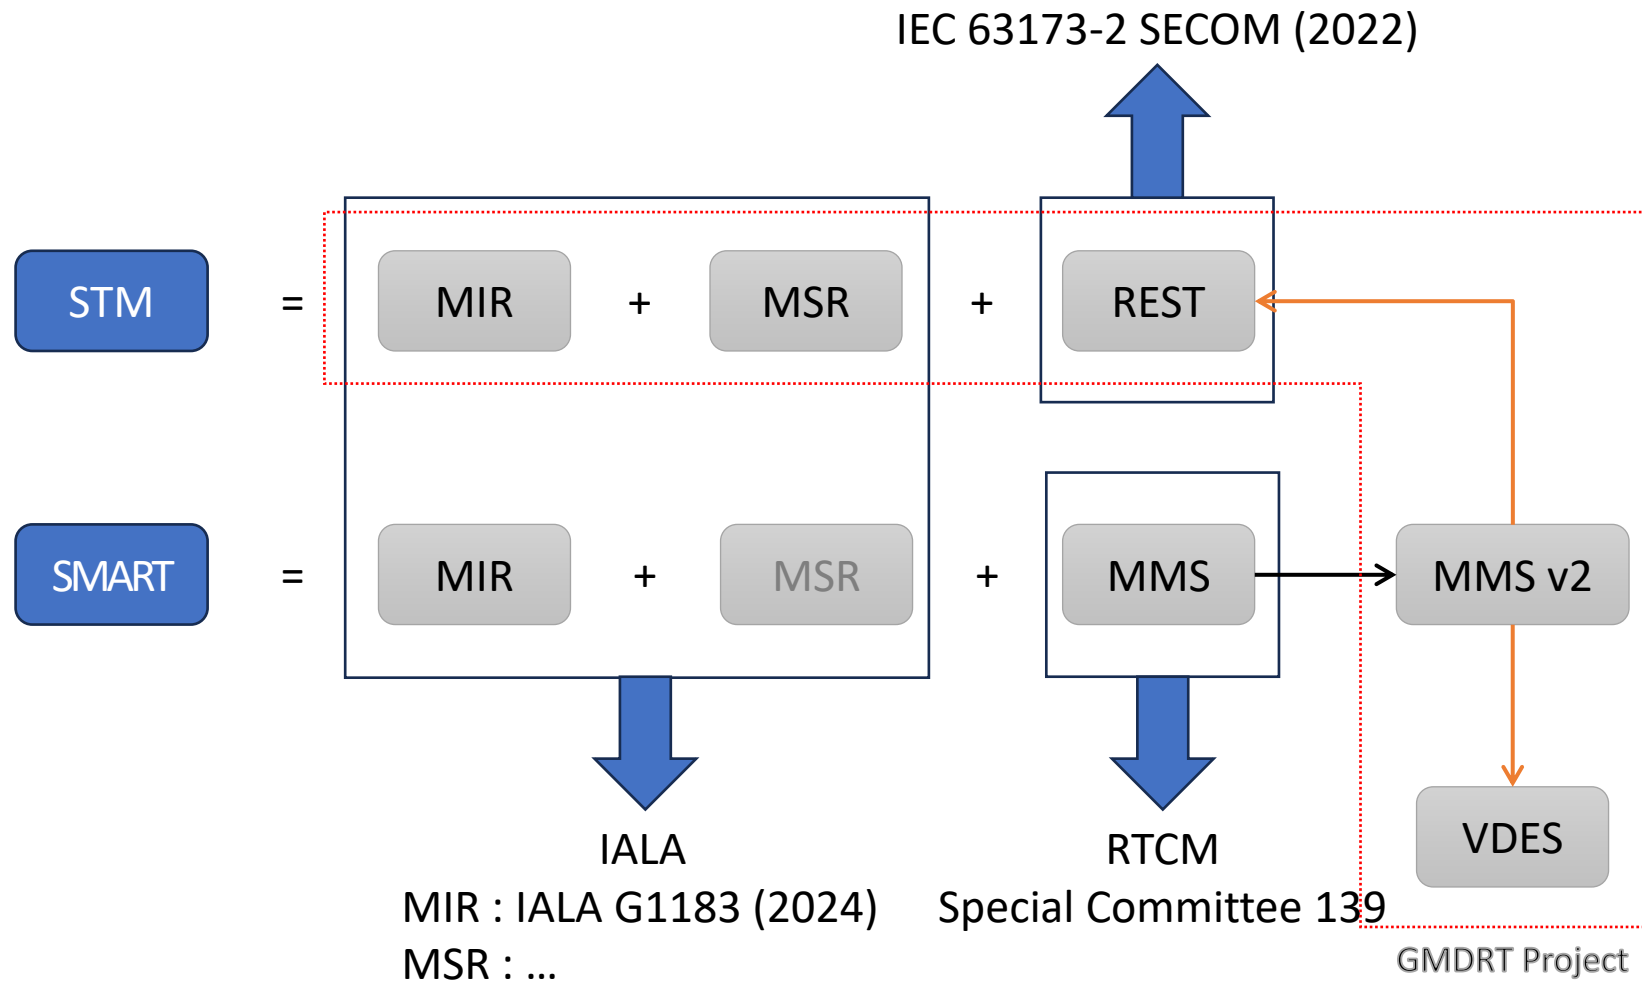 IEC 63173-2 SECOM (2022)
STM = MIR + MSR + REST
SMART = MIR + MSR + MMS MMS v2
VDES
IALA
MIR : IALA G1183 (2024)
MSR : ...
RTCM
Special Committee 139
GMDRT Project